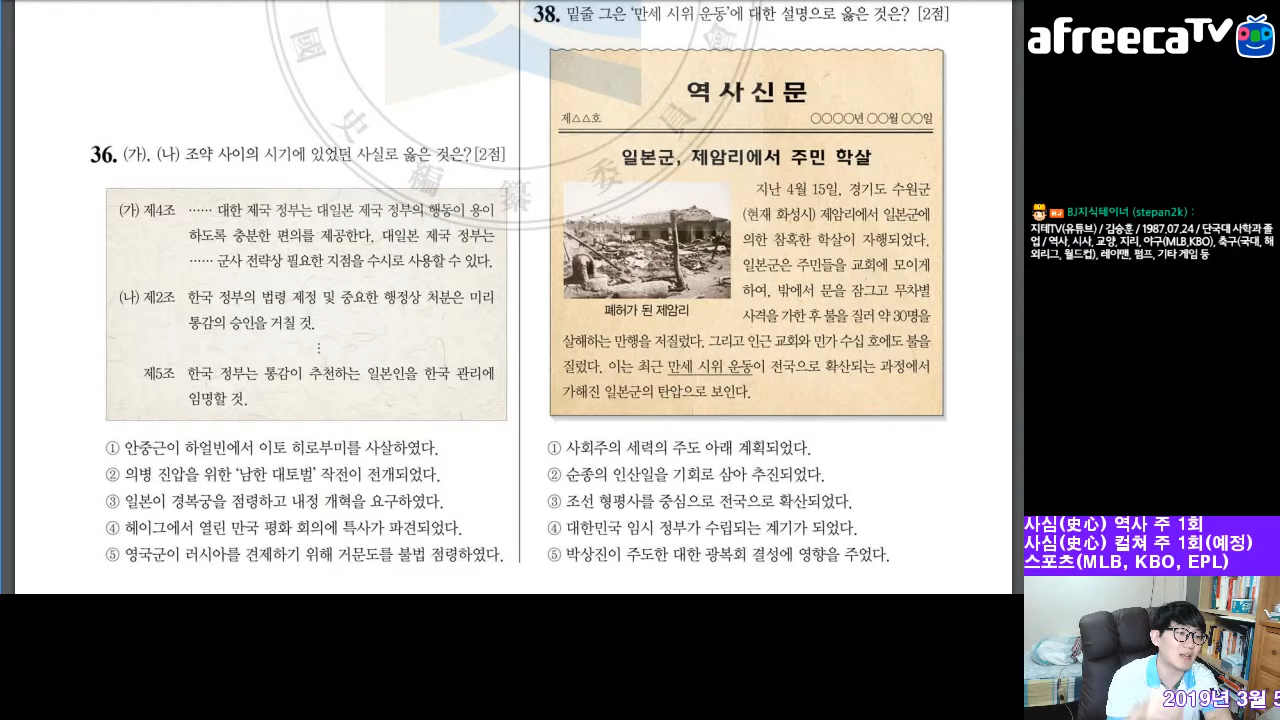 36. (가), (나) 조약 사이의 시기에 있었던 사실로 옳은 것은? [2점]
(가) 제4조 …… 대한 제국 정부는 대일본 제국 정부의 행동이 용이
하도록 충분한 편의를 제공한다. 대일본 제국 정부는
…… 군사 전략상 필요한 지점을 수시로 사용할 수 있다.
(나) 제2조 한국 정부의 법령 제정 및 중요한 행정상 처분은 미리
통감의 승인을 거칠 것.
⋮
제5조 한국 정부는 통감이 추천하는 일본인을 한국 관리에
임명할 것.
① 안중근이 하얼빈에서 이토 히로부미를 사살하였다.
② 의병 진압을 위한 '남한 대토벌' 작전이 전개되었다.
③ 일본이 경복궁을 점령하고 내정 개혁을 요구하였다.
④ 헤이그에서 열린 만국 평화 회의에 특사가 파견되었다.
⑤ 영국군이 러시아를 견제하기 위해 거문도를 불법 점령하였다.
38. 밑줄 그은 '만세 시위 운동'에 대한 설명으로 옳은 것은? [2점]
역사신문
제△△호 ○○○○년 ○○월 ○○일
일본군, 제암리에서 주민 학살
지난 4월 15일, 경기도 수원군
(현재 화성시) 제암리에서 일본군에
의한 참혹한 학살이 자행되었다.
일본군은 주민들을 교회에 모이게
하여, 밖에서 문을 잠그고 무차별
사격을 가한 후 불을 질러 약 30명을
폐허가 된 제암리
살해하는 만행을 저질렀다. 그리고 인근 교회와 민가 수십 호에도 불을
질렀다. 이는 최근 만세 시위 운동이 전국으로 확산되는 과정에서
가해진 일본군의 탄압으로 보인다.
① 사회주의 세력의 주도 아래 계획되었다.
② 순종의 인산일을 기회로 삼아 추진되었다.
③ 조선 형평사를 중심으로 전국으로 확산되었다.
④ 대한민국 임시 정부가 수립되는 계기가 되었다.
⑤ 박상진이 주도한 대한 광복회 결성에 영향을 주었다.
國史編纂委員會
afreecaTV
BJ BJ지식테이너 (stepan2k) :
지테TV(유튜브) / 김승훈 / 1987.07.24 / 단국대 사학과 졸
업 / 역사, 시사, 교양, 지리, 야구(MLB,KBO), 축구(국대, 해
외리그, 월드컵), 레이맨, 펌프, 기타 게임 등
사심(史心) 역사 주 1회
사심(史心) 컬쳐 주 1회(예정)
스포츠(MLB, KBO, EPL)
2019년 3월 5